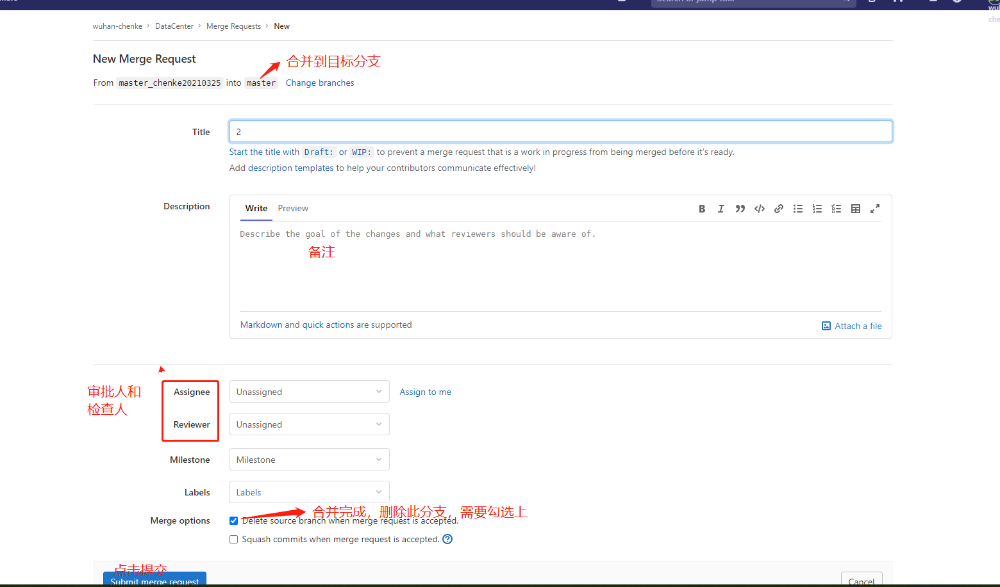 Search or jump to...
wuhan-chenke > DataCenter > Merge Requests > New
New Merge Request
合并到目标分支
From master_chenke20210325 into master Change branches
Title
2
Start the title with Draft: or WIP: to prevent a merge request that is a work in progress from being merged before it's ready.
Add description templates to help your contributors communicate effectively!
Description
Write Preview
Describe the goal of the changes and what reviewers should be aware of.
备注
Markdown and quick actions are supported
Attach a file
审批人和
检查人
Assignee Unassigned Assign to me
Reviewer Unassigned
Milestone Milestone
Labels Labels
合并完成，删除此分支，需要勾选上
Merge options Delete source branch when merge request is accepted.
Squash commits when merge request is accepted.
点击提交
Submit merge request Cancel